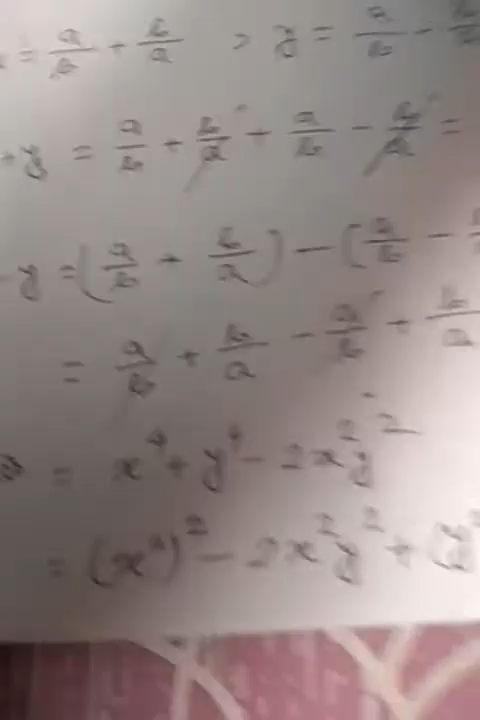 = a/b + b/a > y = a/b -
+ y = a/b + b/a + a/b - b/a =
- y = (a/b + b/a) - (a/b -
= a/b + b/a - a/b + b/a
= x⁴ + y⁴ - 2x²y²
= (x²)² - 2x²y² + (y